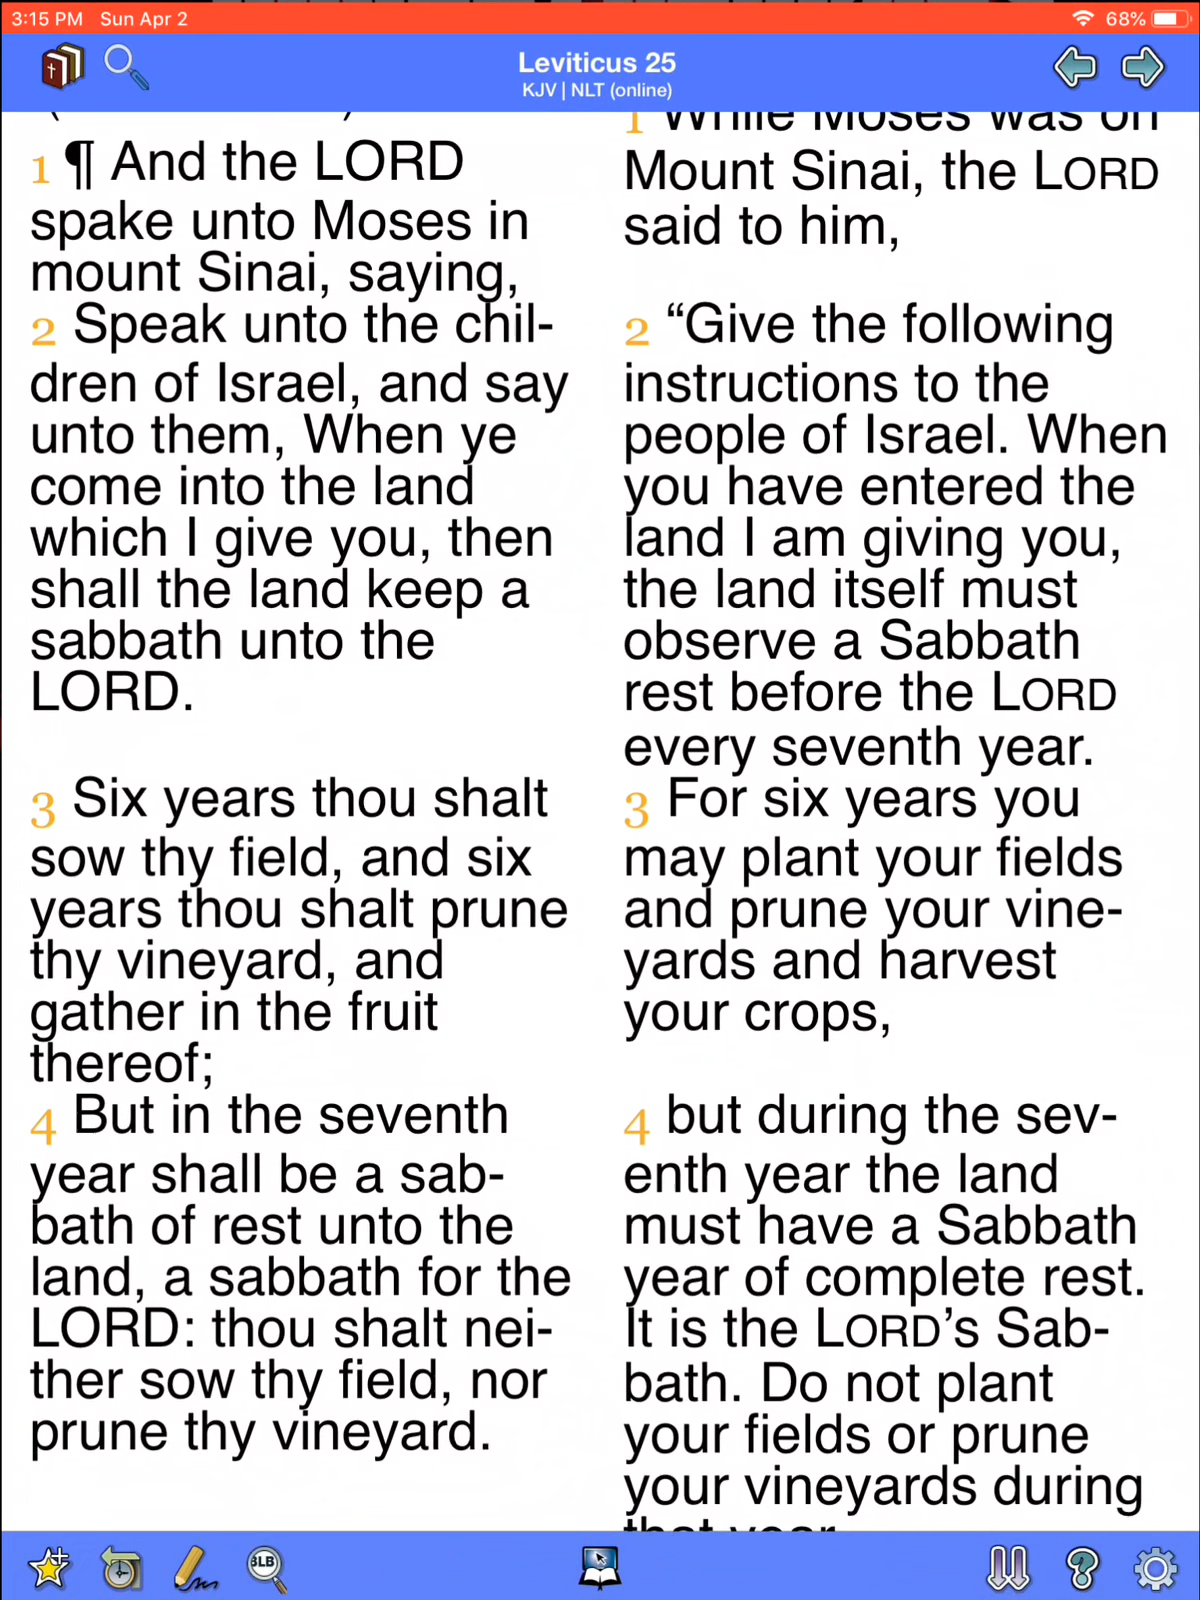 3:15 PM Sun Apr 2
68%
Leviticus 25
KJV | NLT (online)
1 ¶ And the LORD
spake unto Moses in
mount Sinai, saying,
2 Speak unto the chil-
dren of Israel, and say
unto them, When ye
come into the land
which I give you, then
shall the land keep a
sabbath unto the
LORD.
3 Six years thou shalt
sow thy field, and six
years thou shalt prune
thy vineyard, and
gather in the fruit
thereof;
4 But in the seventh
year shall be a sab-
bath of rest unto the
land, a sabbath for the
LORD: thou shalt nei-
ther sow thy field, nor
prune thy vineyard.
1 While Moses was on
Mount Sinai, the LORD
said to him,
2 “Give the following
instructions to the
people of Israel. When
you have entered the
land I am giving you,
the land itself must
observe a Sabbath
rest before the LORD
every seventh year.
3 For six years you
may plant your fields
and prune your vine-
yards and harvest
your crops,
4 but during the sev-
enth year the land
must have a Sabbath
year of complete rest.
It is the LORD’s Sab-
bath. Do not plant
your fields or prune
your vineyards during
that year
BLB